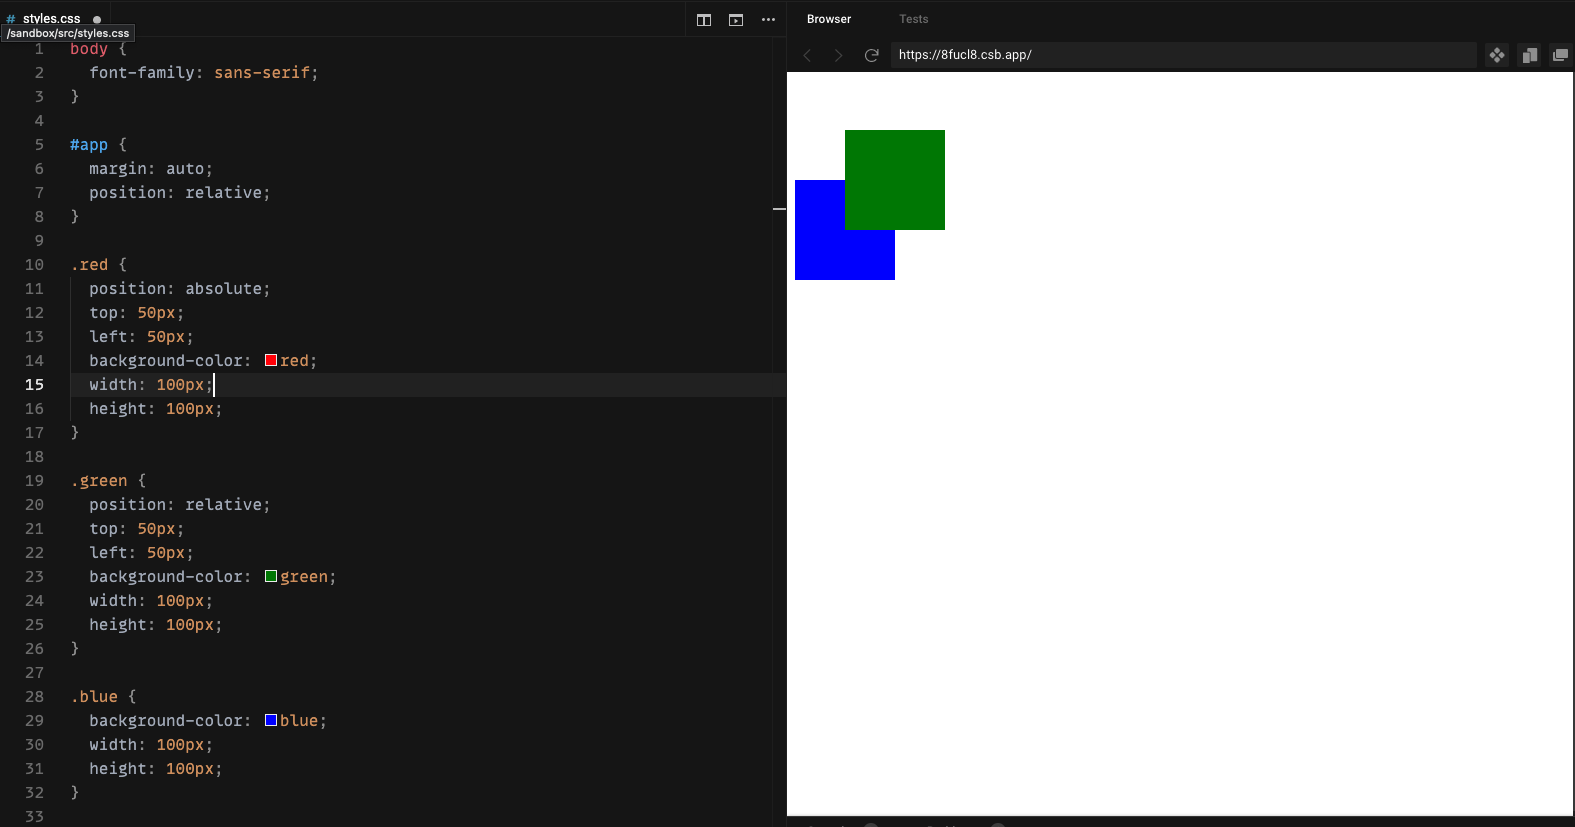 # styles.css
/sandbox/src/styles.css
Browser
Tests
https://8fucl8.csb.app/
1 body {
2 font-family: sans-serif;
3 }
4
5 #app {
6 margin: auto;
7 position: relative;
8 }
9
10 .red {
11 position: absolute;
12 top: 50px;
13 left: 50px;
14 background-color: red;
15 width: 100px;
16 height: 100px;
17 }
18
19 .green {
20 position: relative;
21 top: 50px;
22 left: 50px;
23 background-color: green;
24 width: 100px;
25 height: 100px;
26 }
27
28 .blue {
29 background-color: blue;
30 width: 100px;
31 height: 100px;
32 }
33